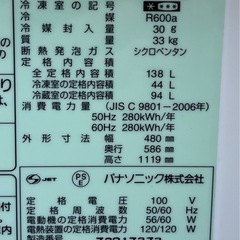 冷凍室の記号
冷媒 R600a
冷媒封入量 30 g
質量 33 kg
断熱発泡ガス シクロペンタン
全定格内容積 138 L
冷凍室の定格内容積 44 L
冷蔵室の定格内容積 94 L
消費電力量 (JIS C 9801−2006年)
50Hz 280kWh/年
60Hz 280kWh/年
外形寸法 幅 480 mm
奥行 586 mm
高さ 1119 mm
JET PSE パナソニック株式会社
定格電圧 100 V
定格周波数 50/60 Hz
電動機の定格消費電力 56/60 W
電熱装置の定格消費電力 120/120 W
製造番号